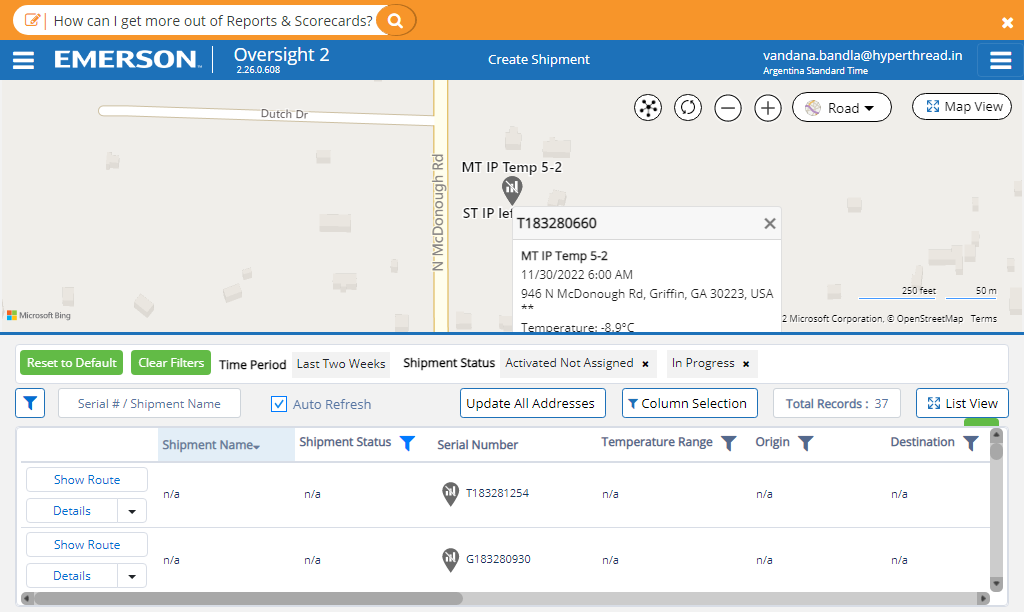 How can I get more out of Reports & Scorecards?
EMERSON.
Oversight 2
2.26.0.608
Create Shipment
vandana.bandla@hyperthread.in
Argentina Standard Time
Dutch Dr
Road
Map View
N McDonough Rd
MT IP Temp 5-2
ST IP lef
T183280660
MT IP Temp 5-2
11/30/2022 6:00 AM
946 N McDonough Rd, Griffin, GA 30223, USA
**
Temperature: -8.9°C
250 feet 50 m
Microsoft Bing
2 Microsoft Corporation, © OpenStreetMap Terms
Reset to Default Clear Filters Time Period Last Two Weeks Shipment Status Activated Not Assigned × In Progress ×
Serial # / Shipment Name Auto Refresh Update All Addresses Column Selection Total Records : 37 List View
Shipment Name Shipment Status Serial Number Temperature Range Origin Destination
Show Route
n/a n/a T183281254 n/a n/a n/a
Details
Show Route
n/a n/a G183280930 n/a n/a n/a
Details